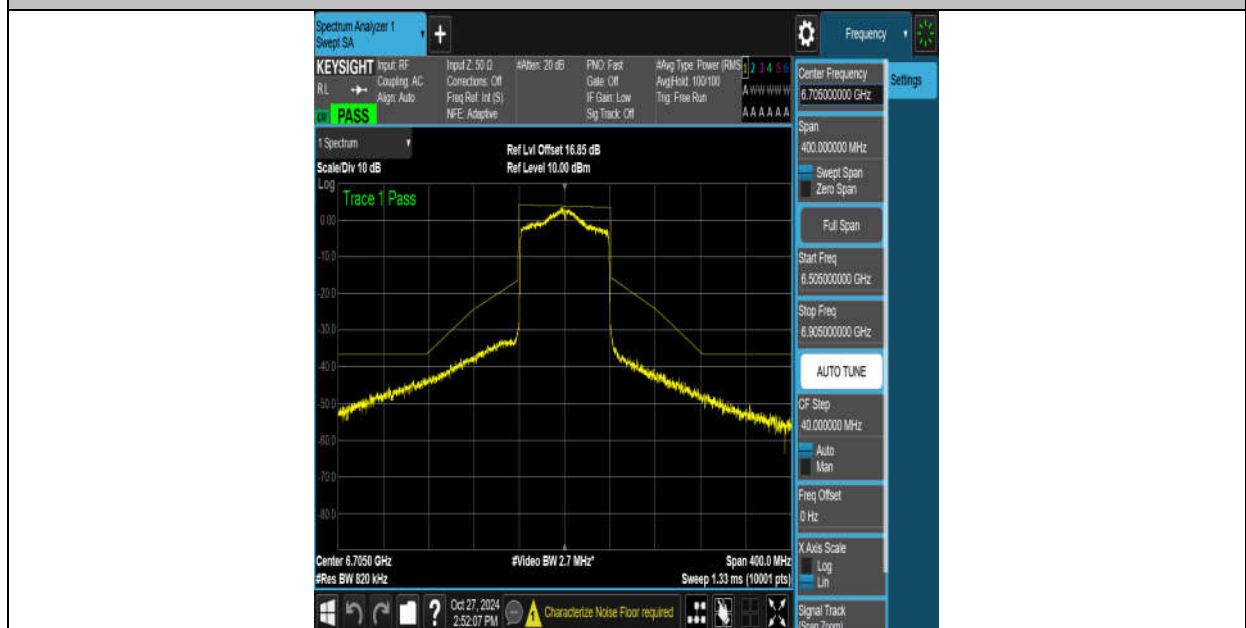 Spectrum Analyzer 1
Swept SA
Frequency
KEYSIGHT
RL
PASS
Input: RF
Coupling: AC
Align: Auto
Input Z: 50 Ω
Corrections: Off
Freq Ref: Int (S)
NFE: Adaptive
#Atten: 20 dB
PNO: Fast
Gate: Off
IF Gain: Low
Sig Track: Off
#Avg Type: Power (RMS
Avg|Hold: 100/100
Trig: Free Run
1 2 3 4 5 6
A W W W W W
A A A A A A
1 Spectrum
Scale/Div 10 dB
Ref Lvl Offset 16.85 dB
Ref Level 10.00 dBm
Log
Trace 1 Pass
0.00
-10.0
-20.0
-30.0
-40.0
-50.0
-60.0
-70.0
-80.0
Center 6.7050 GHz
#Res BW 820 kHz
#Video BW 2.7 MHz*
Span 400.0 MHz
Sweep 1.33 ms (10001 pts)
Center Frequency
6.705000000 GHz
Settings
Span
400.000000 MHz
Swept Span
Zero Span
Full Span
Start Freq
6.505000000 GHz
Stop Freq
6.905000000 GHz
AUTO TUNE
CF Step
40.000000 MHz
Auto
Man
Freq Offset
0 Hz
X Axis Scale
Log
Lin
Signal Track
(Span Zoom)
?
Oct 27, 2024
2:52:07 PM
Characterize Noise Floor required